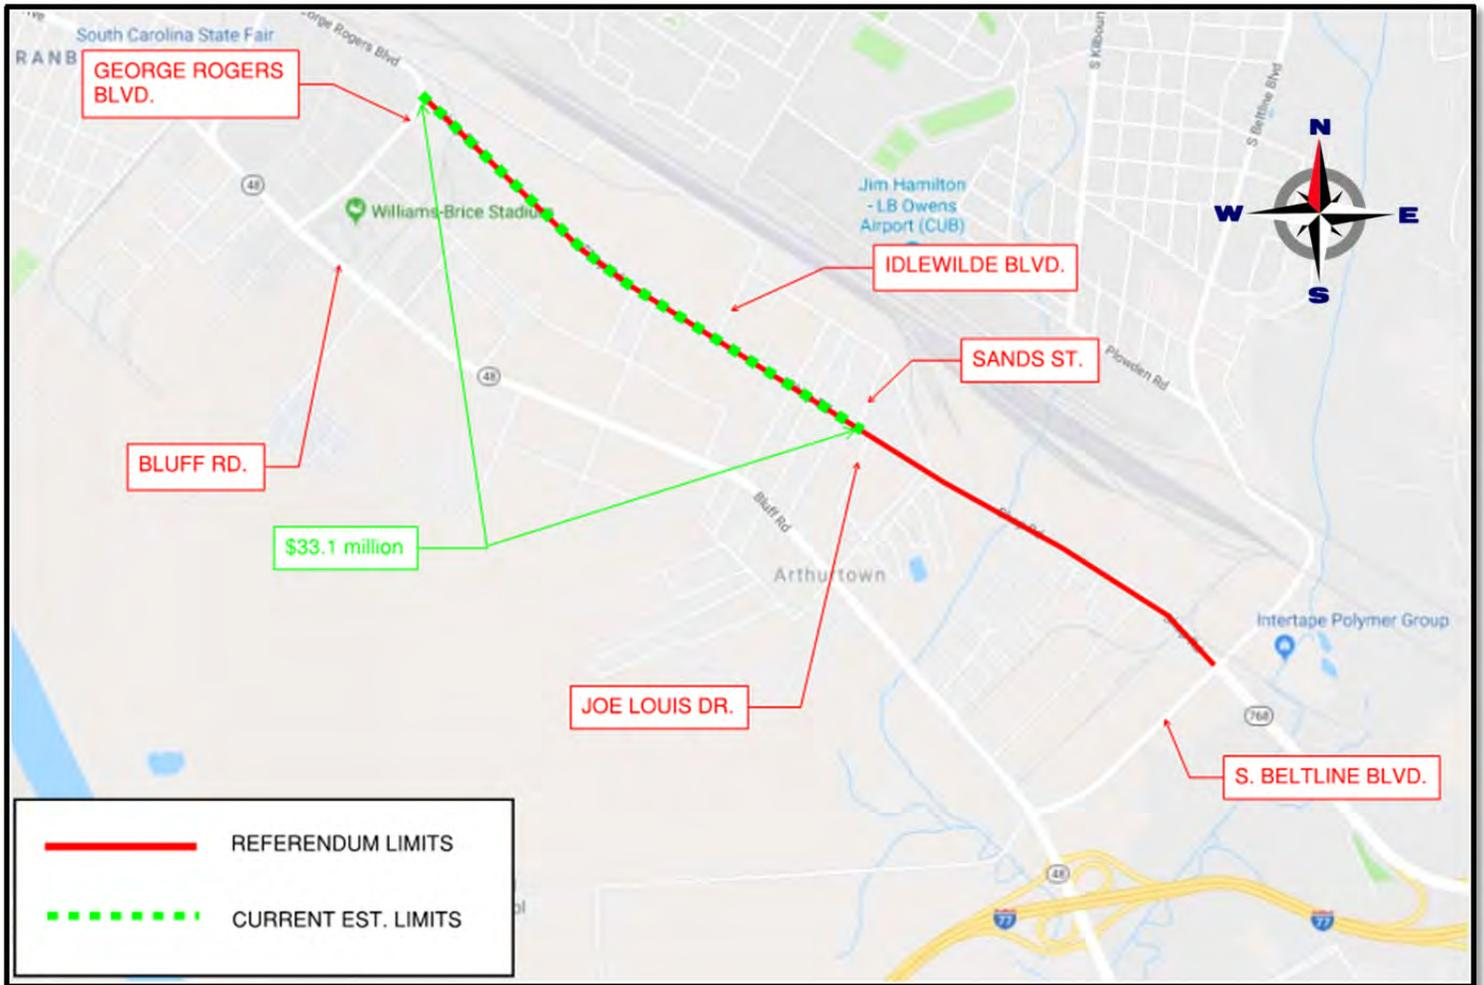 South Carolina State Fair
George Rogers Blvd
RANB
GEORGE ROGERS
BLVD.
S Kilbourn
S Beltline Blvd
N
W
E
S
48
Williams-Brice Stadium
Jim Hamilton
- LB Owens
Airport (CUB)
IDLEWILDE BLVD.
SANDS ST.
Plowden Rd
48
BLUFF RD.
$33.1 million
Bluff Rd
Shop Rd
Arthurtown
Intertape Polymer Group
JOE LOUIS DR.
768
S. BELTLINE BLVD.
REFERENDUM LIMITS
CURRENT EST. LIMITS
48
77
77